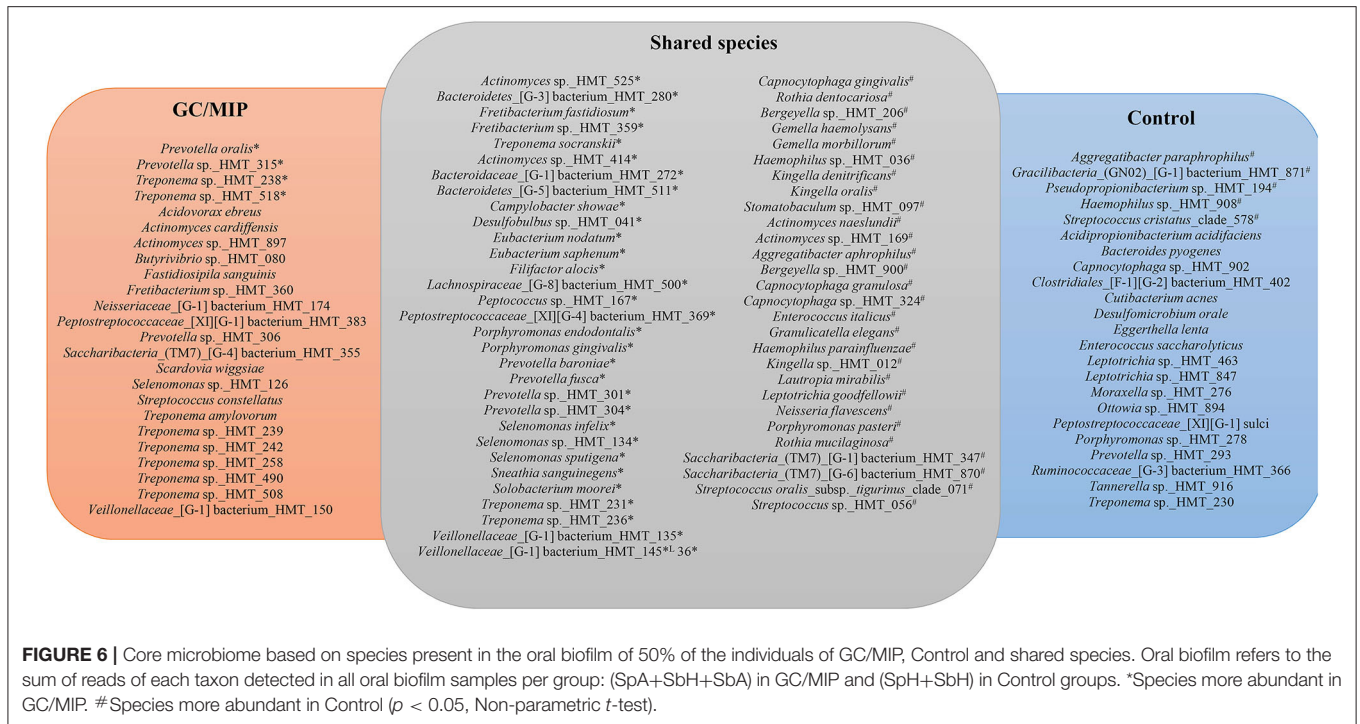 GC/MIP
Prevotella oralis*
Prevotella sp._HMT_315*
Treponema sp._HMT_238*
Treponema sp._HMT_518*
Acidovorax ebreus
Actinomyces cardiffensis
Actinomyces sp._HMT_897
Butyrivibrio sp._HMT_080
Fastidiosipila sanguinis
Fretibacterium sp._HMT_360
Neisseriaceae_[G-1] bacterium_HMT_174
Peptostreptococcaceae_[XI][G-1] bacterium_HMT_383
Prevotella sp._HMT_306
Saccharibacteria_(TM7)_[G-4] bacterium_HMT_355
Scardovia wiggsiae
Selenomonas sp._HMT_126
Streptococcus constellatus
Treponema amylovorum
Treponema sp._HMT_239
Treponema sp._HMT_242
Treponema sp._HMT_258
Treponema sp._HMT_490
Treponema sp._HMT_508
Veillonellaceae_[G-1] bacterium_HMT_150
Shared species
Actinomyces sp._HMT_525*
Bacteroidetes_[G-3] bacterium_HMT_280*
Fretibacterium fastidiosum*
Fretibacterium sp._HMT_359*
Treponema socranskii*
Actinomyces sp._HMT_414*
Bacteroidaceae_[G-1] bacterium_HMT_272*
Bacteroidetes_[G-5] bacterium_HMT_511*
Campylobacter showae*
Desulfobulbus sp._HMT_041*
Eubacterium nodatum*
Eubacterium saphenum*
Filifactor alocis*
Lachnospiraceae_[G-8] bacterium_HMT_500*
Peptococcus sp._HMT_167*
Peptostreptococcaceae_[XI][G-4] bacterium_HMT_369*
Porphyromonas endodontalis*
Porphyromonas gingivalis*
Prevotella baroniae*
Prevotella fusca*
Prevotella sp._HMT_301*
Prevotella sp._HMT_304*
Selenomonas infelix*
Selenomonas sp._HMT_134*
Selenomonas sputigena*
Sneathia sanguinegens*
Solobacterium moorei*
Treponema sp._HMT_231*
Treponema sp._HMT_236*
Veillonellaceae_[G-1] bacterium_HMT_135*
Veillonellaceae_[G-1] bacterium_HMT_145* 36*
Capnocytophaga gingivalis#
Rothia dentocariosa#
Bergeyella sp._HMT_206#
Gemella haemolysans#
Gemella morbillorum#
Haemophilus sp._HMT_036#
Kingella denitrificans#
Kingella oralis#
Stomatobaculum sp._HMT_097#
Actinomyces naeslundii#
Actinomyces sp._HMT_169#
Aggregatibacter aphrophilus#
Bergeyella sp._HMT_900#
Capnocytophaga granulosa#
Capnocytophaga sp._HMT_324#
Enterococcus italicus#
Granulicatella elegans#
Haemophilus parainfluenzae#
Kingella sp._HMT_012#
Lautropia mirabilis#
Leptotrichia goodfellowii#
Neisseria flavescens#
Porphyromonas pasteri#
Rothia mucilaginosa#
Saccharibacteria_(TM7)_[G-1] bacterium_HMT_347#
Saccharibacteria_(TM7)_[G-6] bacterium_HMT_870#
Streptococcus oralis_subsp._tigurinus_clade_071#
Streptococcus sp._HMT_056#
Control
Aggregatibacter paraphrophilus#
Gracilibacteria_(GN02)_[G-1] bacterium_HMT_871#
Pseudopropionibacterium sp._HMT_194#
Haemophilus sp._HMT_908#
Streptococcus cristatus_clade_578#
Acidipropionibacterium acidifaciens
Bacteroides pyogenes
Capnocytophaga sp._HMT_902
Clostridiales_[F-1][G-2] bacterium_HMT_402
Cutibacterium acnes
Desulfomicrobium orale
Eggerthella lenta
Enterococcus saccharolyticus
Leptotrichia sp._HMT_463
Leptotrichia sp._HMT_847
Moraxella sp._HMT_276
Ottowia sp._HMT_894
Peptostreptococcaceae_[XI][G-1] sulci
Porphyromonas sp._HMT_278
Prevotella sp._HMT_293
Ruminococcaceae_[G-3] bacterium_HMT_366
Tannerella sp._HMT_916
Treponema sp._HMT_230
FIGURE 6 | Core microbiome based on species present in the oral biofilm of 50% of the individuals of GC/MIP, Control and shared species. Oral biofilm refers to the
sum of reads of each taxon detected in all oral biofilm samples per group: (SpA+SbH+SbA) in GC/MIP and (SpH+SbH) in Control groups. *Species more abundant in
GC/MIP. #Species more abundant in Control (p < 0.05, Non-parametric t-test).